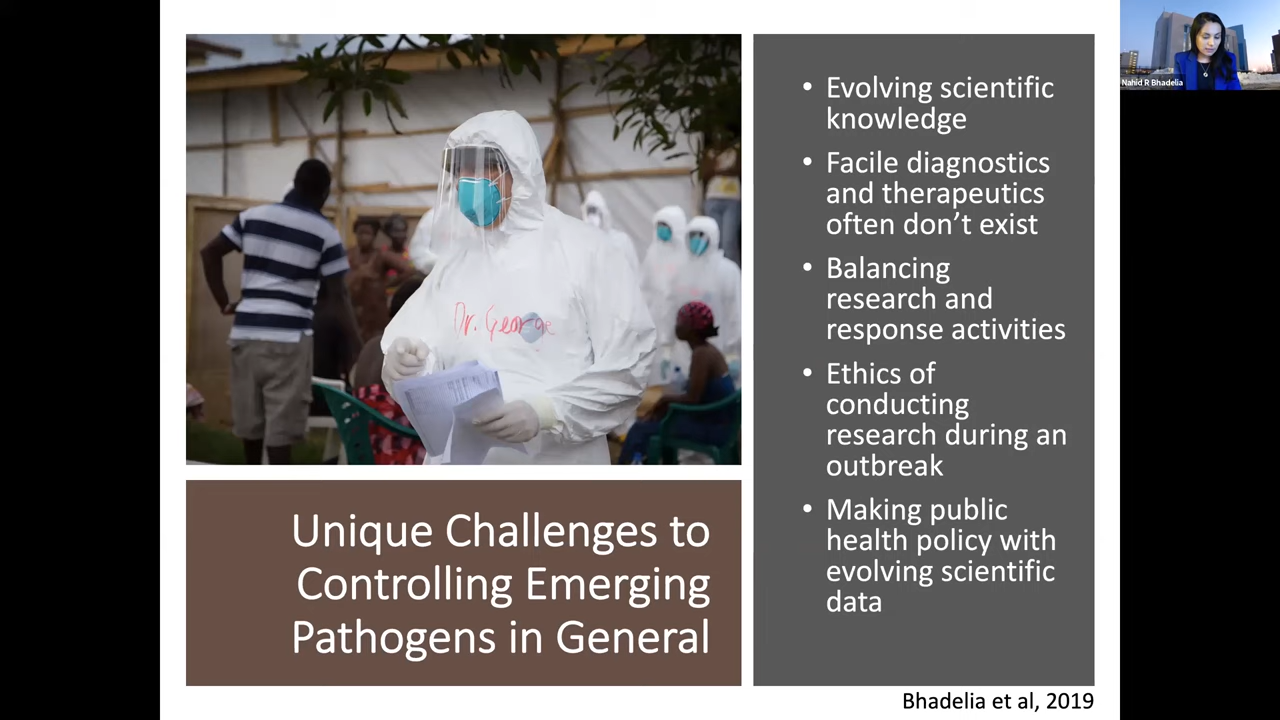 Nahid R Bhadelia
Dr. George
Unique Challenges to
Controlling Emerging
Pathogens in General
• Evolving scientific
knowledge
• Facile diagnostics
and therapeutics
often don’t exist
• Balancing
research and
response activities
• Ethics of
conducting
research during an
outbreak
• Making public
health policy with
evolving scientific
data
Bhadelia et al, 2019